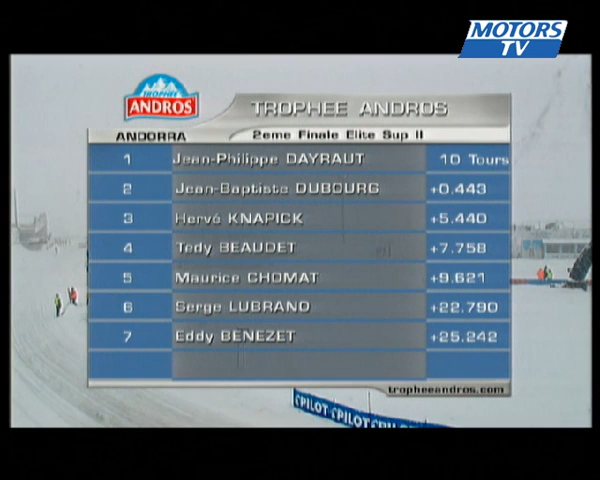 MOTORS
TV
TROPHEE
ANDROS
TROPHEE ANDROS
ANDORRA
2eme Finale Elite Sup II
1 Jean-Philippe DAYRAUT 10 Tours
2 Jean-Baptiste DUBOURG +0.443
3 Hervé KNAPICK +5.440
4 Tedy BEAUDET +7.758
5 Maurice CHOMAT +9.621
6 Serge LUBRANO +22.790
7 Eddy BENEZET +25.242
tropheeandros.com
PILOT PILOT